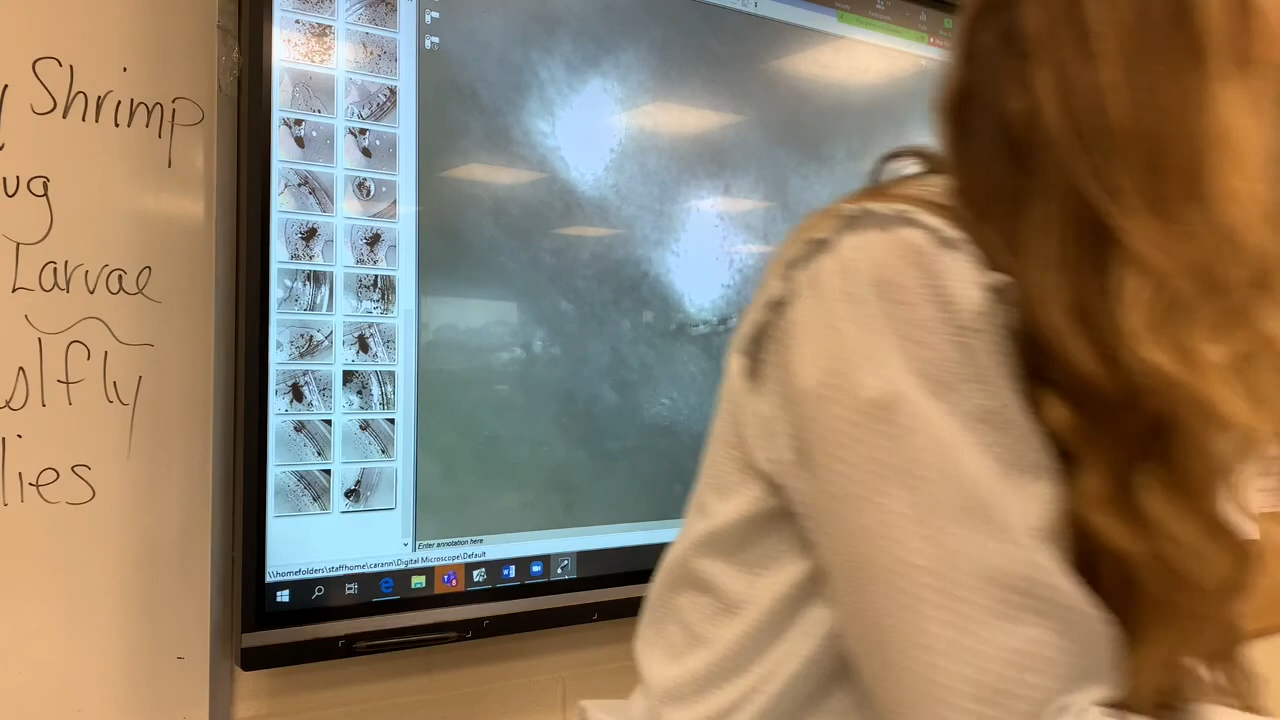 Shrimp
ug
Larvae
slfly
lies
Enter annotation here
\\homefolders\staffhome\carann\Digital Microscope\Default